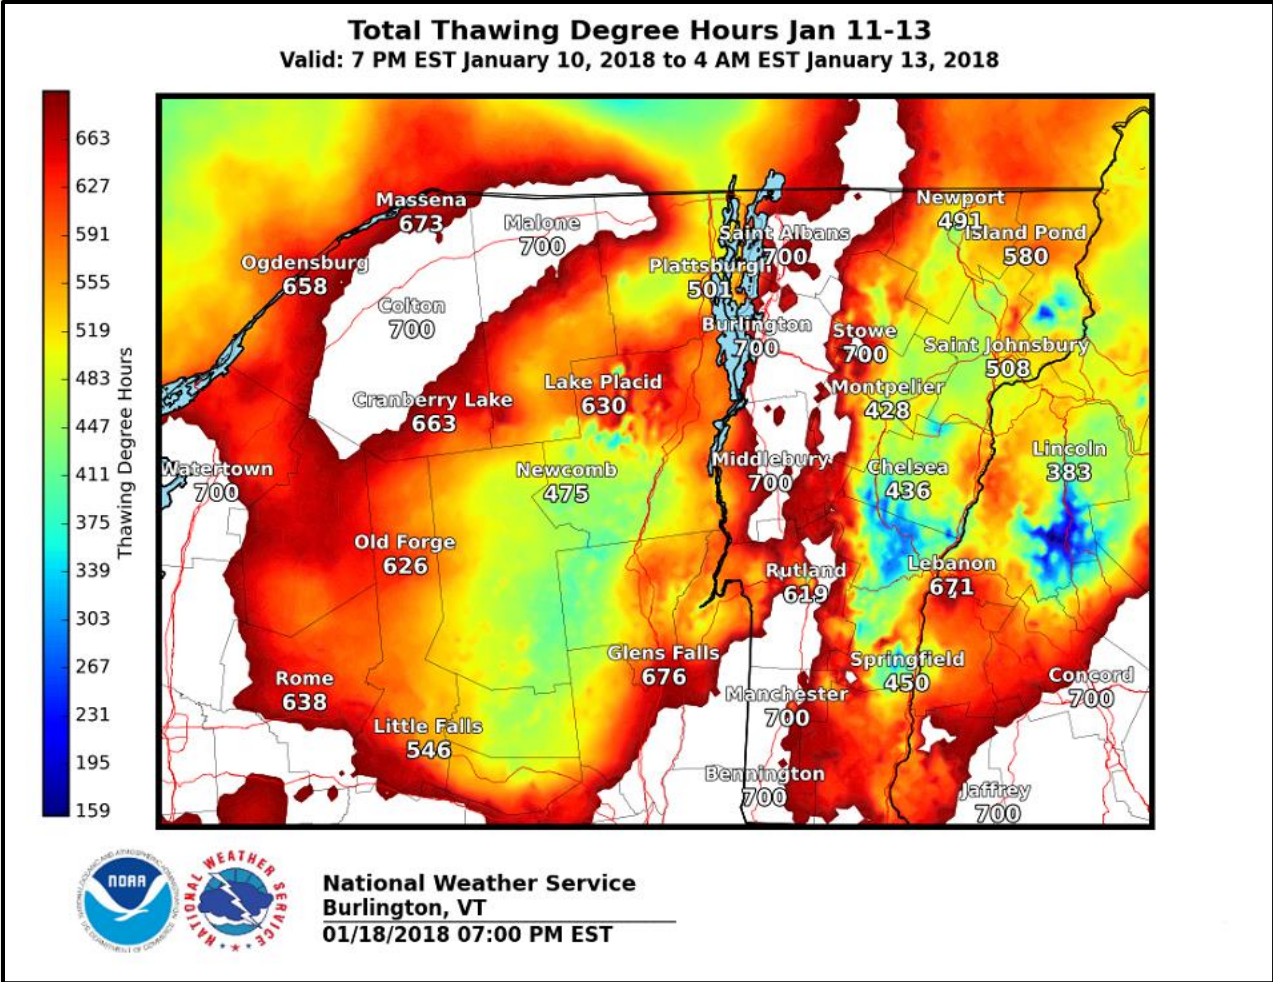 Total Thawing Degree Hours Jan 11-13
Valid: 7 PM EST January 10, 2018 to 4 AM EST January 13, 2018
663
627
591
555
519
483
447
411
375
339
303
267
231
195
159
Thawing Degree Hours
Massena
673
Malone
700
Newport
491
Saint Albans
700
Island Pond
580
Ogdensburg
658
Plattsburgh
501
Colton
700
Burlington
700
Stowe
700
Saint Johnsbury
508
Lake Placid
630
Montpelier
428
Cranberry Lake
663
Lincoln
383
Watertown
700
Newcomb
475
Middlebury
700
Chelsea
436
Old Forge
626
Rutland
619
Lebanon
671
Glens Falls
676
Springfield
450
Rome
638
Concord
700
Manchester
700
Little Falls
546
Bennington
700
Jaffrey
700
NOAA
NATIONAL WEATHER SERVICE
National Weather Service
Burlington, VT
01/18/2018 07:00 PM EST